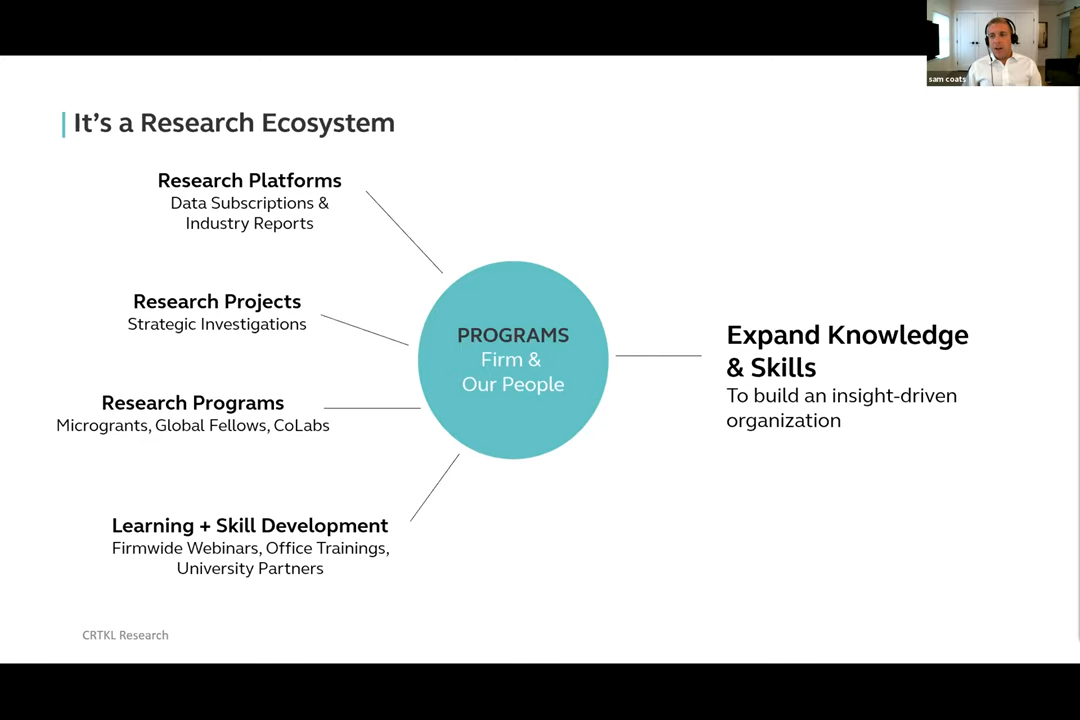 sam coats
It's a Research Ecosystem
Research Platforms
Data Subscriptions &
Industry Reports
Research Projects
Strategic Investigations
Research Programs
Microgrants, Global Fellows, CoLabs
Learning + Skill Development
Firmwide Webinars, Office Trainings,
University Partners
PROGRAMS
Firm &
Our People
Expand Knowledge
& Skills
To build an insight-driven
organization
CRTKL Research